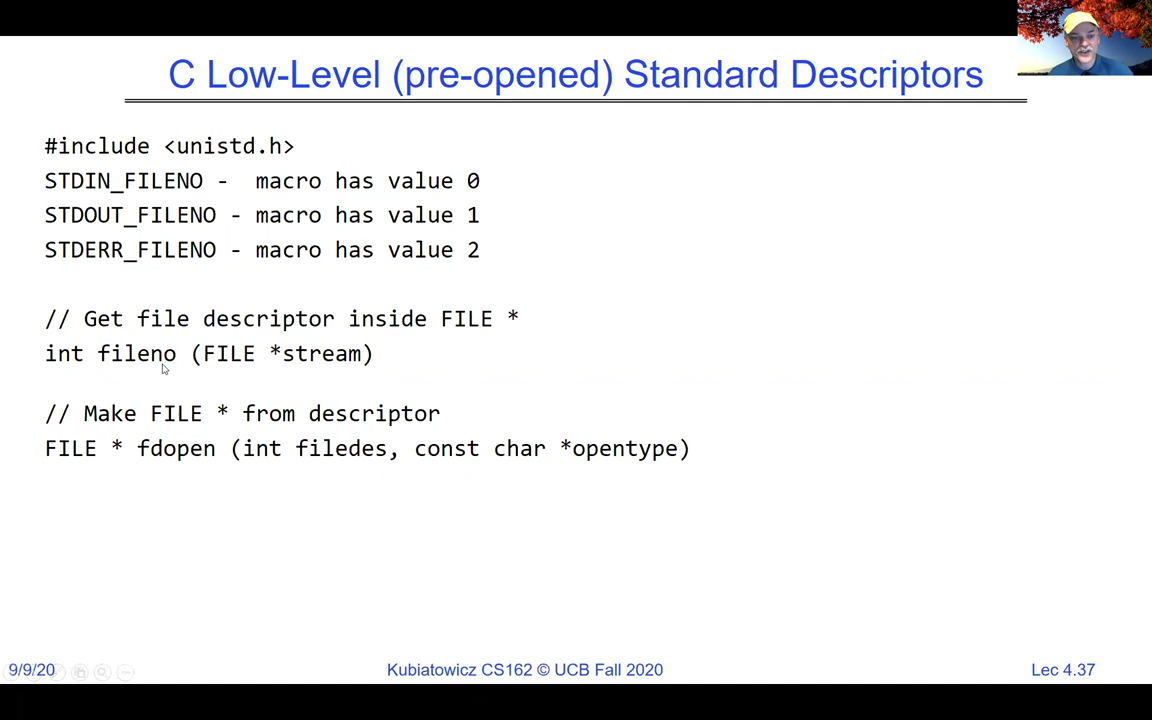 C Low-Level (pre-opened) Standard Descriptors
#include <unistd.h>
STDIN_FILENO -  macro has value 0
STDOUT_FILENO - macro has value 1
STDERR_FILENO - macro has value 2
// Get file descriptor inside FILE *
int fileno (FILE *stream)
// Make FILE * from descriptor
FILE * fdopen (int filedes, const char *opentype)
9/9/20
Kubiatowicz CS162 © UCB Fall 2020
Lec 4.37